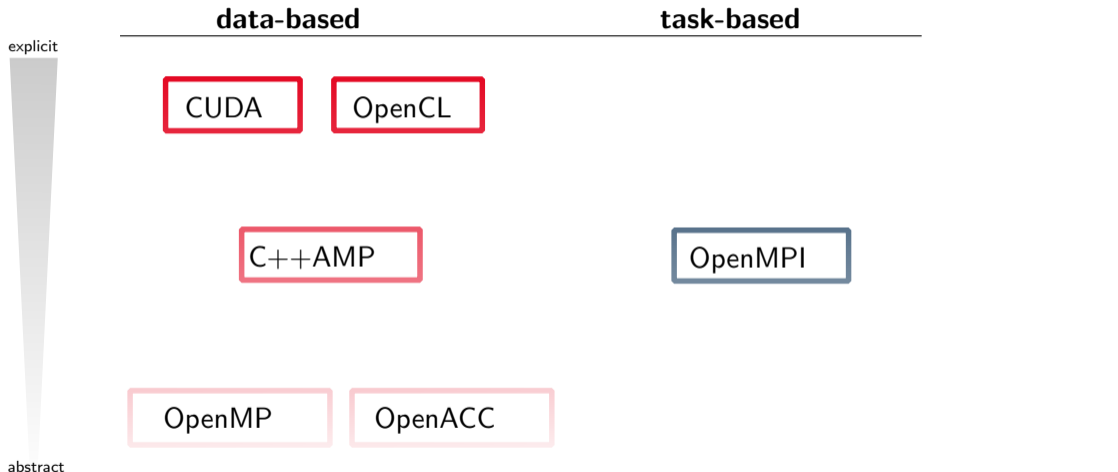 data-based task-based
explicit
CUDA OpenCL
C++AMP OpenMPI
OpenMP OpenACC
abstract